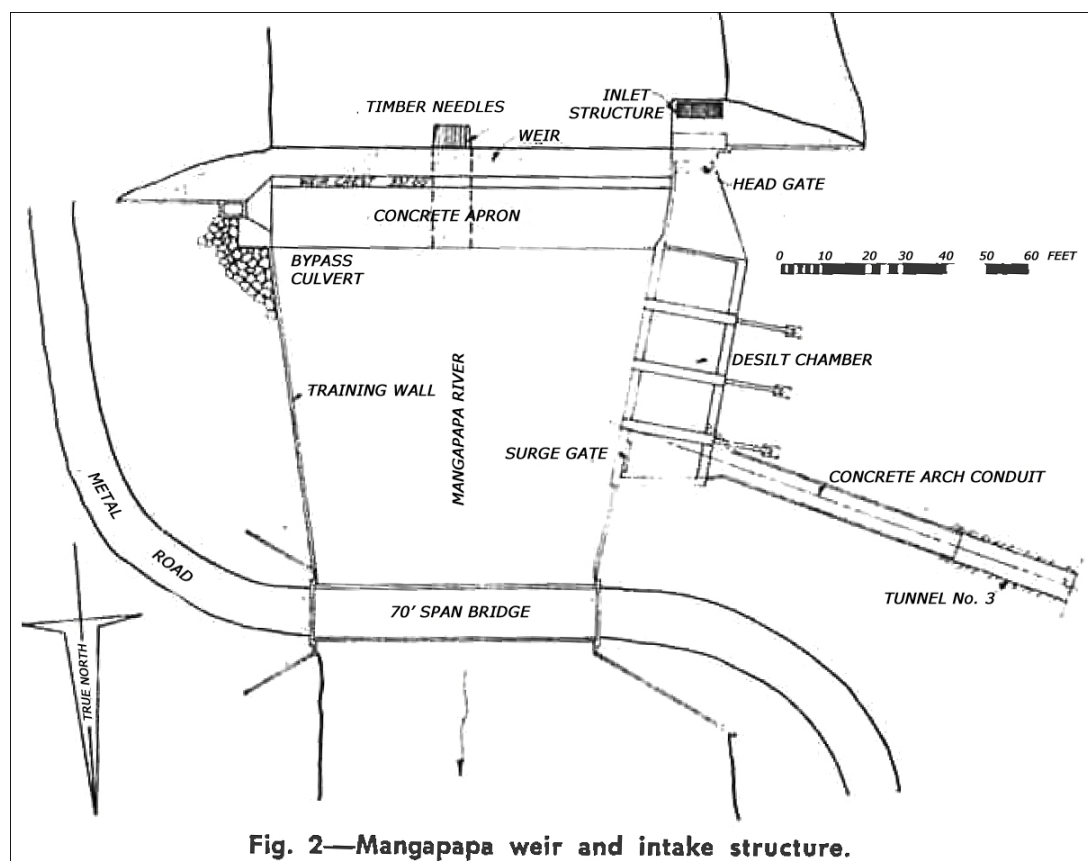 INLET
STRUCTURE
TIMBER NEEDLES
WEIR
HEAD GATE
WEIR CREST
CONCRETE APRON
BYPASS
CULVERT
0 10 20 30 40 50 60 FEET
MANGAPAPA RIVER
DESILT CHAMBER
TRAINING WALL
SURGE GATE
CONCRETE ARCH CONDUIT
METAL
ROAD
TUNNEL No. 3
70' SPAN BRIDGE
TRUE NORTH
Fig. 2—Mangapapa weir and intake structure.